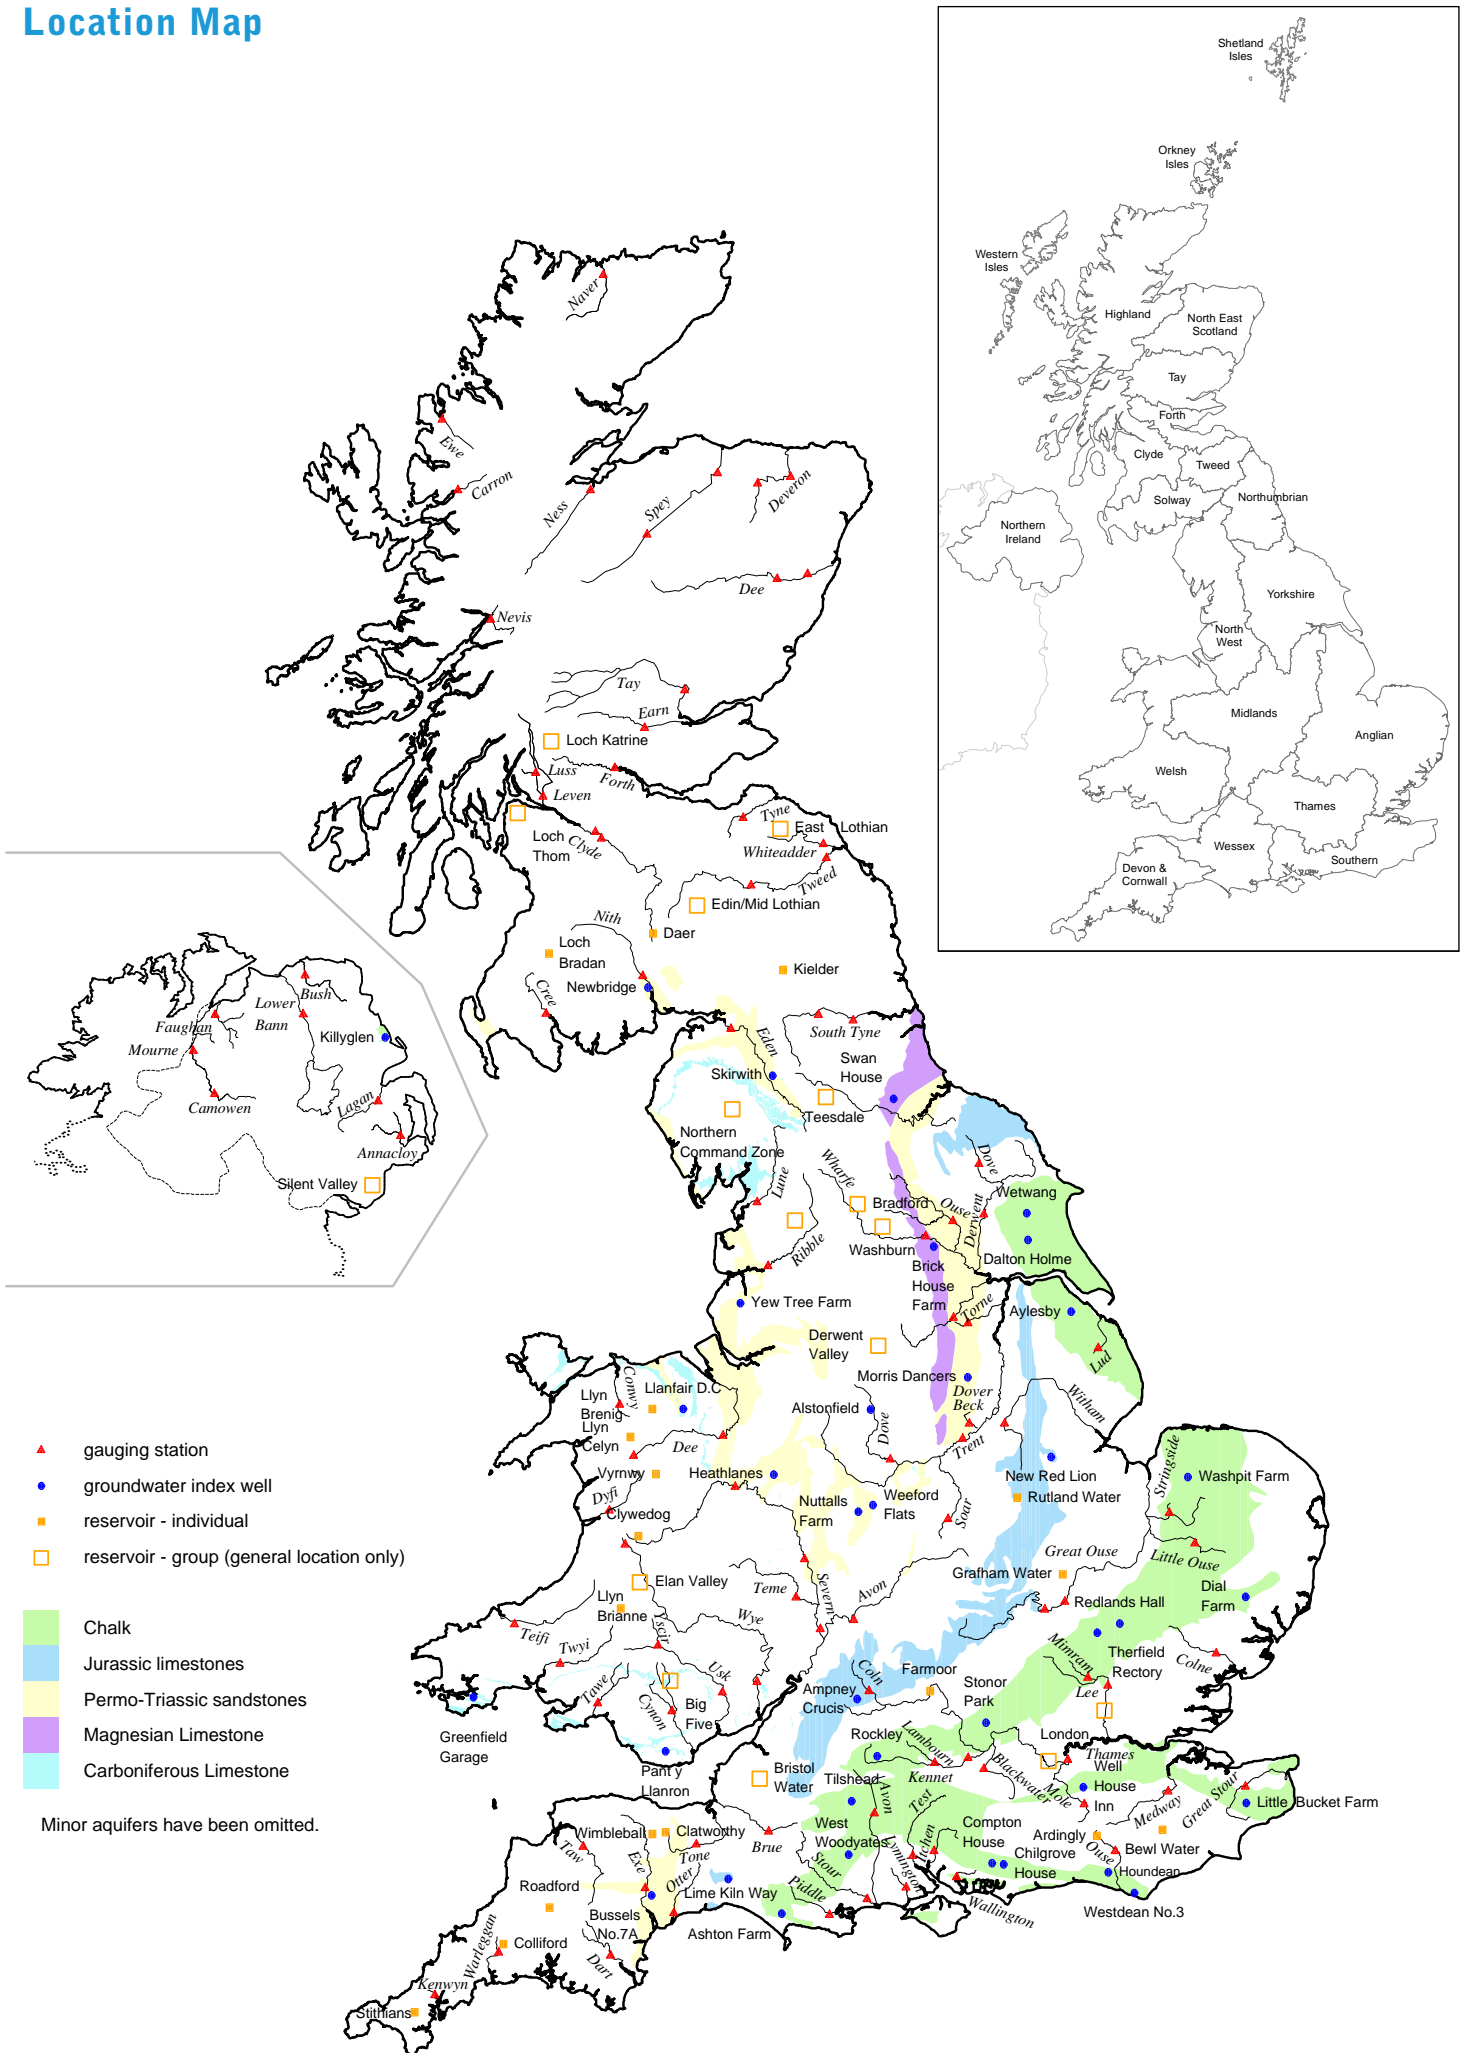 Location Map
Shetland
Isles
Orkney
Isles
Western
Isles
Highland
North East
Scotland
Tay
Forth
Clyde
Tweed
Solway
Northumbrian
Northern
Ireland
Yorkshire
North
West
Midlands
Anglian
Welsh
Thames
Wessex
Southern
Devon &
Cornwall
Naver
Ewe
Carron
Ness
Spey
Deveron
Dee
Nevis
Tay
Earn
Loch Katrine
Luss
Forth
Leven
Loch
Thom
Clyde
Tyne
East Lothian
Whiteadder
Tweed
Edin/Mid Lothian
Nith
Daer
Loch
Bradan
Kielder
Newbridge
Cree
Bush
Lower
Bann
Faughan
Killyglen
Mourne
Camowen
Lagan
Annacloy
Silent Valley
South Tyne
Eden
Swan
House
Skirwith
Teesdale
Northern
Command Zone
Lune
Wharfe
Dove
Wetwang
Bradford
Ouse
Derwent
Washburn
Ribble
Dalton Holme
Brick
House
Farm
Torne
Aylesby
Yew Tree Farm
Derwent
Valley
Lud
Morris Dancers
Dover
Beck
Witham
Conwy
Llanfair D.C
Llyn
Brenig
Alstonfield
Dove
Llyn
Celyn
Dee
Trent
Stringside
Vyrnwy
Heathlanes
New Red Lion
Washpit Farm
Dyfi
Nuttalls
Farm
Weeford
Flats
Rutland Water
Soar
Clywedog
Great Ouse
Little Ouse
Grafham Water
Elan Valley
Teme
Severn
Avon
Dial
Farm
Llyn
Brianne
Redlands Hall
Yscir
Wye
Teifi
Twyi
Therfield
Rectory
Mimram
Colne
Usk
Tawe
Coln
Farmoor
Lee
Ampney
Crucis
Stonor
Park
Cynon
Big
Five
London
Greenfield
Garage
Rockley
Lambourn
Thames
Kennet
Blackwater
Well
House
Inn
Pant y
Llanron
Bristol
Water
Tilshead
Avon
Test
Mole
Medway
Great Stour
Little Bucket Farm
West
Woodyates
Compton
House
Ardingly
Wimbleball
Clatworthy
Brue
Itchen
Chilgrove
House
Bewl Water
Taw
Exe
Tone
Stour
Lymington
Ouse
Houndean
Otter
Lime Kiln Way
Piddle
Wallington
Westdean No.3
Roadford
Bussels
No.7A
Ashton Farm
Warleggan
Colliford
Dart
Kenwyn
Stithians
gauging station
groundwater index well
reservoir - individual
reservoir - group (general location only)
Chalk
Jurassic limestones
Permo-Triassic sandstones
Magnesian Limestone
Carboniferous Limestone
Minor aquifers have been omitted.